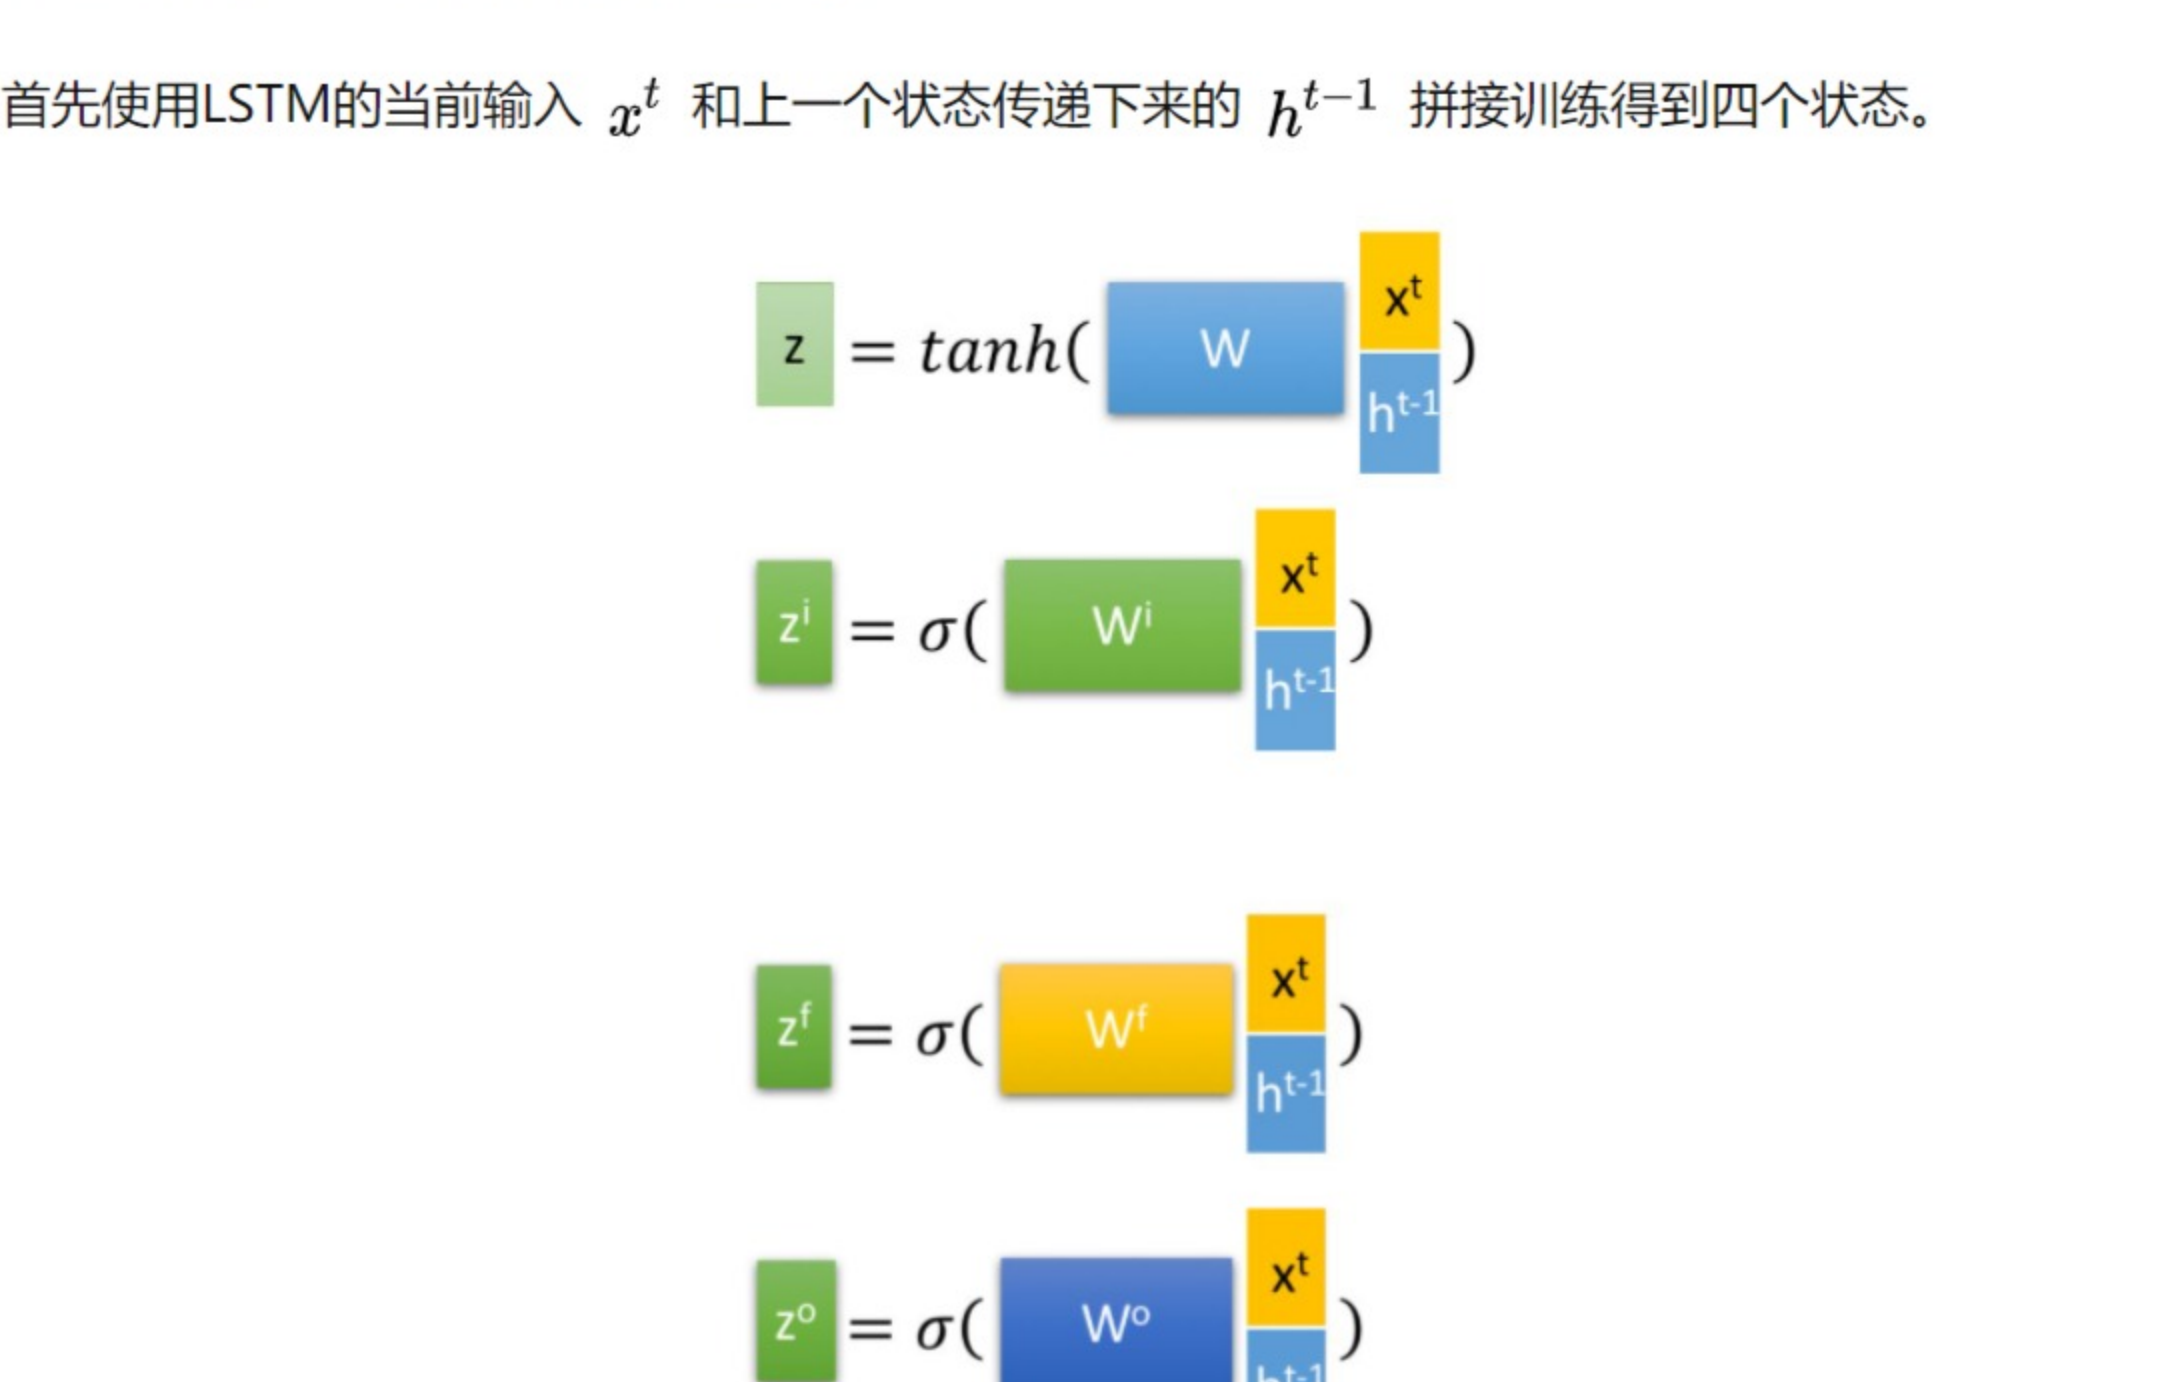 首先使用LSTM的当前输入 x^t 和上一个状态传递下来的 h^{t-1} 拼接训练得到四个状态。
z = tanh( W x^t h^{t-1} )
z^i = σ( W^i x^t h^{t-1} )
z^f = σ( W^f x^t h^{t-1} )
z^o = σ( W^o x^t h^{t-1} )